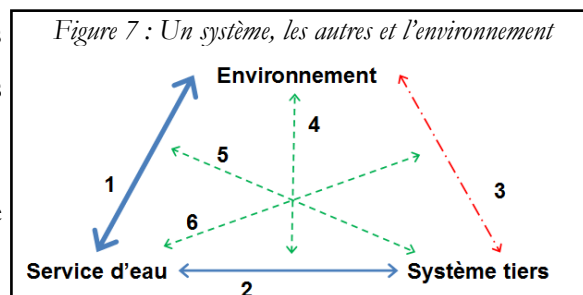 Figure 7 : Un système, les autres et l'environnement
Environnement
4
5
1
3
6
Service d'eau
Système tiers
2